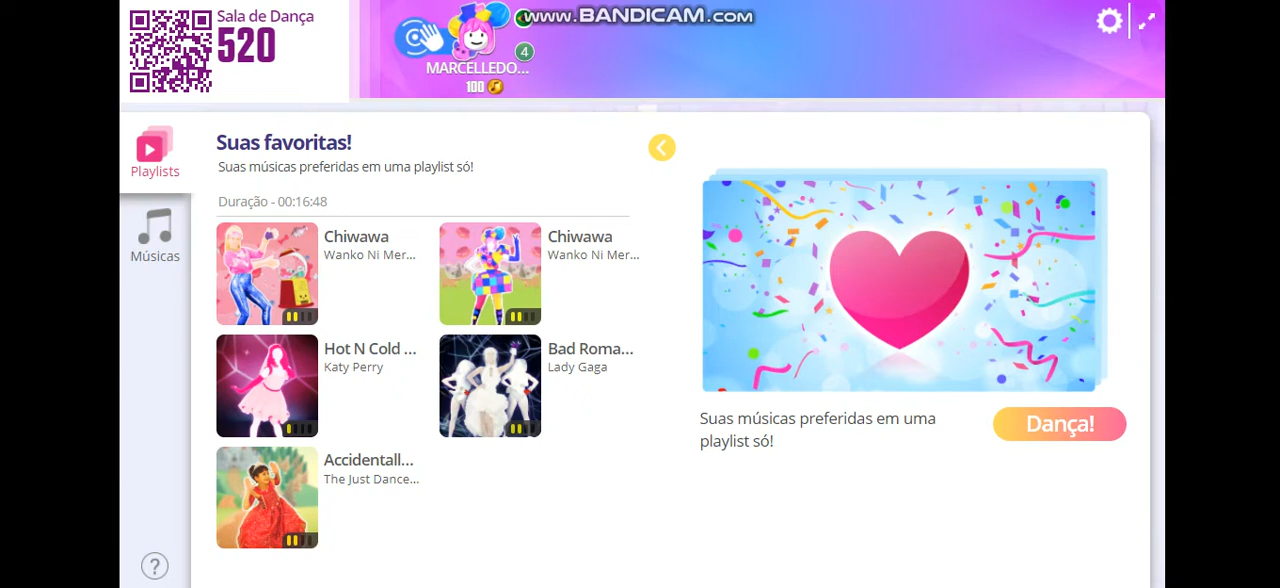 Sala de Dança
520
www.BANDICAM.com
4
MARCELLEDO...
100
Playlists
Músicas
?
Suas favoritas!
Suas músicas preferidas em uma playlist só!
Duração - 00:16:48
Chiwawa
Wanko Ni Mer...
Chiwawa
Wanko Ni Mer...
Hot N Cold ...
Katy Perry
Bad Roma...
Lady Gaga
Accidentall...
The Just Dance...
Suas músicas preferidas em uma
playlist só!
Dança!